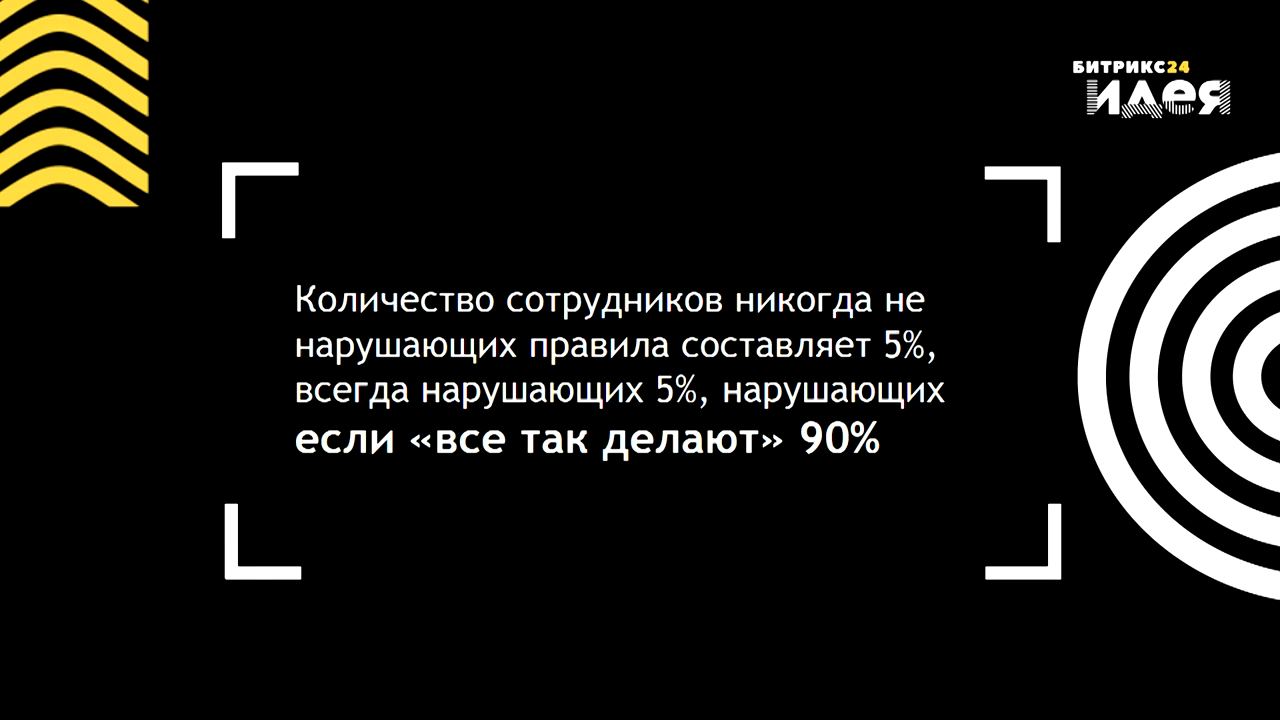 БИТРИКС24
идея
Количество сотрудников никогда не
нарушающих правила составляет 5%,
всегда нарушающих 5%, нарушающих
если «все так делают» 90%